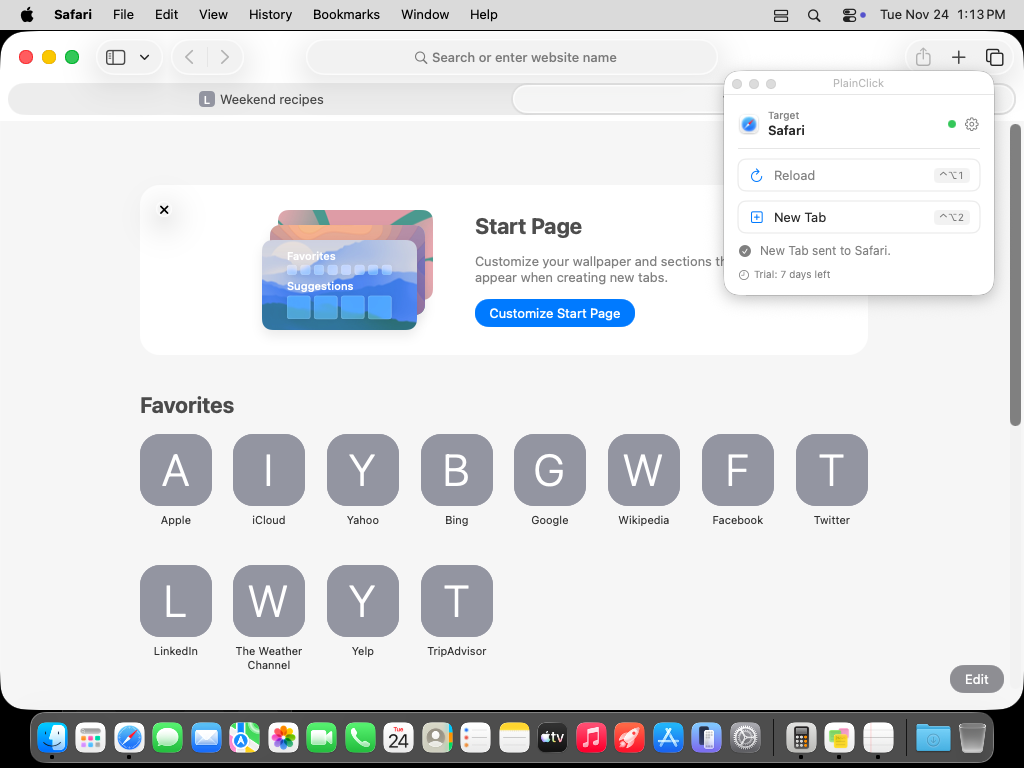 Safari File Edit View History Bookmarks Window Help Tue Nov 24 1:13 PM
Search or enter website name
L Weekend recipes
PlainClick
Target
Safari
Reload ^⌥1
New Tab ^⌥2
New Tab sent to Safari.
Trial: 7 days left
Favorites
Suggestions
Start Page
Customize your wallpaper and sections th
appear when creating new tabs.
Customize Start Page
Favorites
A I Y B G W F T
Apple iCloud Yahoo Bing Google Wikipedia Facebook Twitter
L W Y T
LinkedIn The Weather Yelp TripAdvisor
Channel
Edit
Tue
24
tv